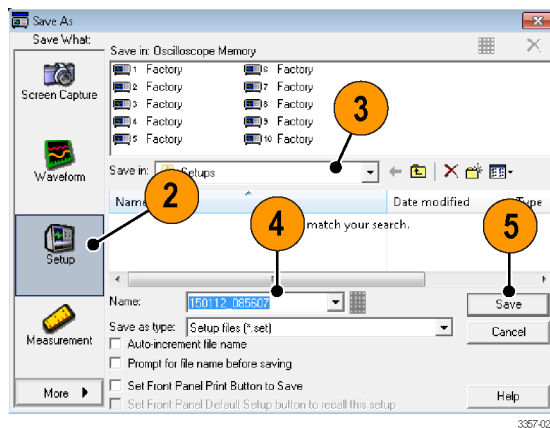 Save As
Save What:
Save in: Oscilloscope Memory
1 Factory
6 Factory
2 Factory
7 Factory
3 Factory
8 Factory
4 Factory
9 Factory
5 Factory
10 Factory
Screen Capture
3
Waveform
Save in:
Setups
2
Name
Date modified
Type
4
match your search.
5
Setup
Name:
150112_085607
Save
Save as type:
Setup files (*.set)
Cancel
Measurement
Auto-increment file name
Prompt for file name before saving
More
Set Front Panel Print Button to Save
Set Front Panel Default Setup button to recall this setup
Help
3357-02